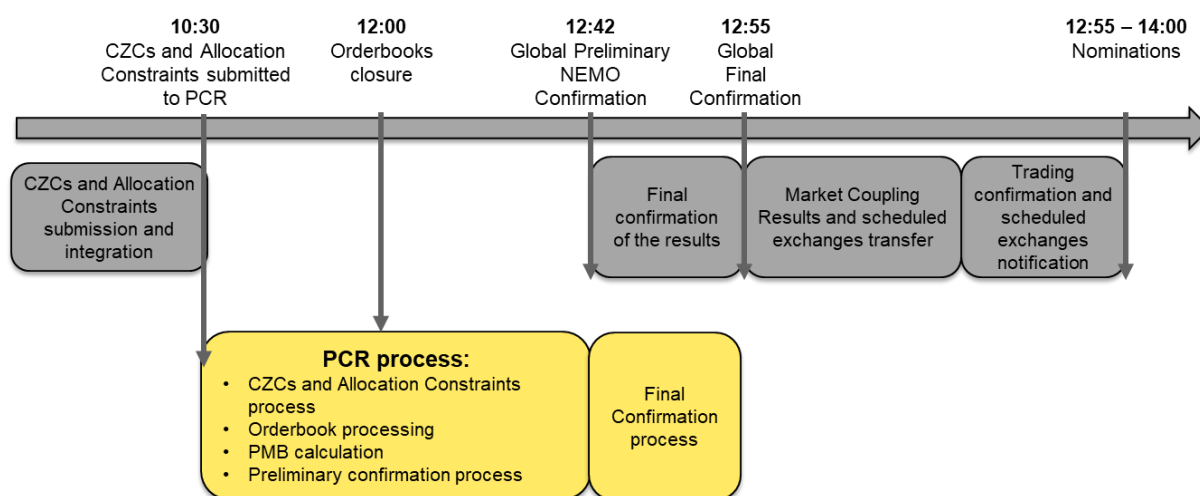 10:30
CZCs and Allocation
Constraints submitted
to PCR
12:00
Orderbooks
closure
12:42
Global Preliminary
NEMO
Confirmation
12:55
Global
Final
Confirmation
12:55 – 14:00
Nominations
CZCs and Allocation
Constraints
submission and
integration
Final
confirmation
of the results
Market Coupling
Results and scheduled
exchanges transfer
Trading
confirmation and
scheduled
exchanges
notification
PCR process:
• CZCs and Allocation Constraints
process
• Orderbook processing
• PMB calculation
• Preliminary confirmation process
Final
Confirmation
process